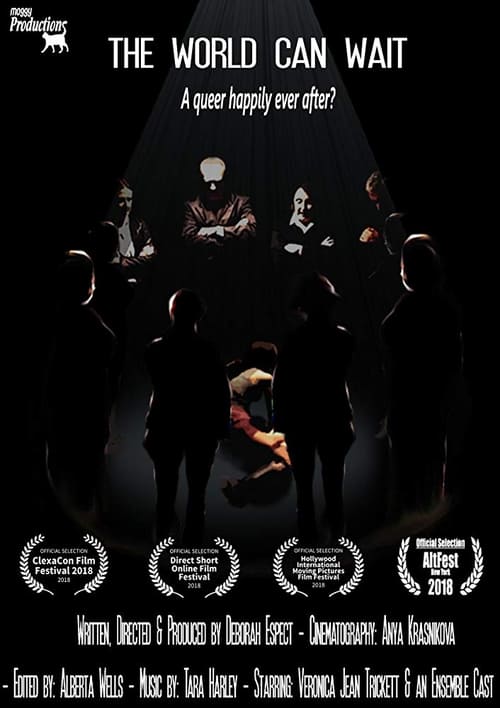 moggy
Productions
THE WORLD CAN WAIT
A queer happily ever after?
OFFICIAL SELECTION
ClexaCon Film
Festival 2018
2018
OFFICIAL SELECTION
Direct Short
Online Film
Festival
2018
OFFICIAL SELECTION
Hollywood
International
Moving Pictures
Film Festival
2018
Official Selection
AltFest
New York
2018
WRITTEN, DIRECTED & PRODUCED BY DEBORAH ESPECT - CINEMATOGRAPHY: ANYA KRASNIKOVA
- EDITED BY: ALBERTA WELLS - MUSIC BY: TARA HARLEY - STARRING: VERONICA JEAN TRICKETT & AN ENSEMBLE CAST